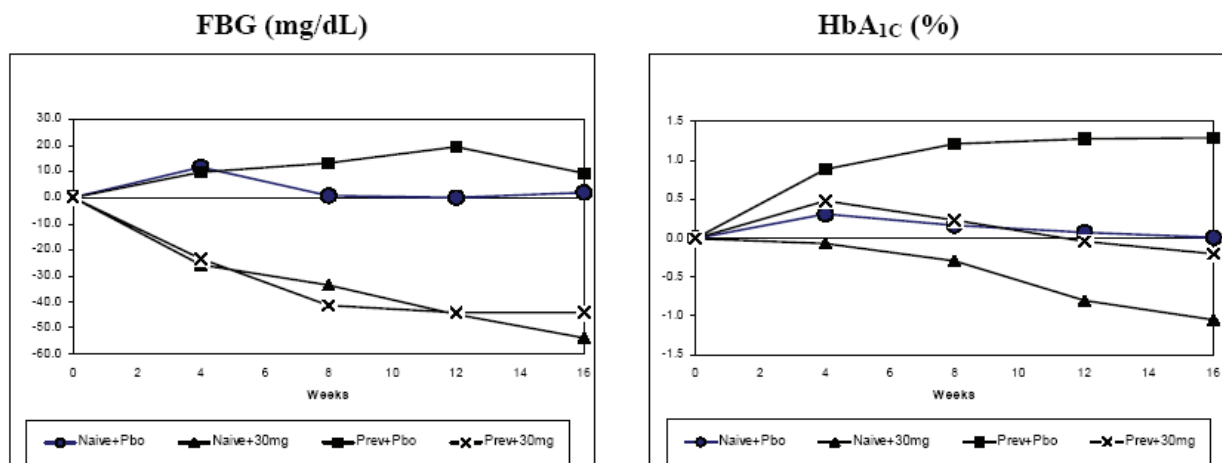 FBG (mg/dL)
30.0
20.0
10.0
0.0
-10.0
-20.0
-30.0
-40.0
-50.0
-60.0
0 2 4 6 8 10 12 14 16
Weeks
Naive+Pbo Naive+30mg Prev+Pbo Prev+30mg
HbA1C (%)
1.5
1.0
0.5
0.0
-0.5
-1.0
-1.5
0 2 4 6 8 10 12 14 16
Weeks
Naive+Pbo Naive+30mg Prev+Pbo Prev+30mg